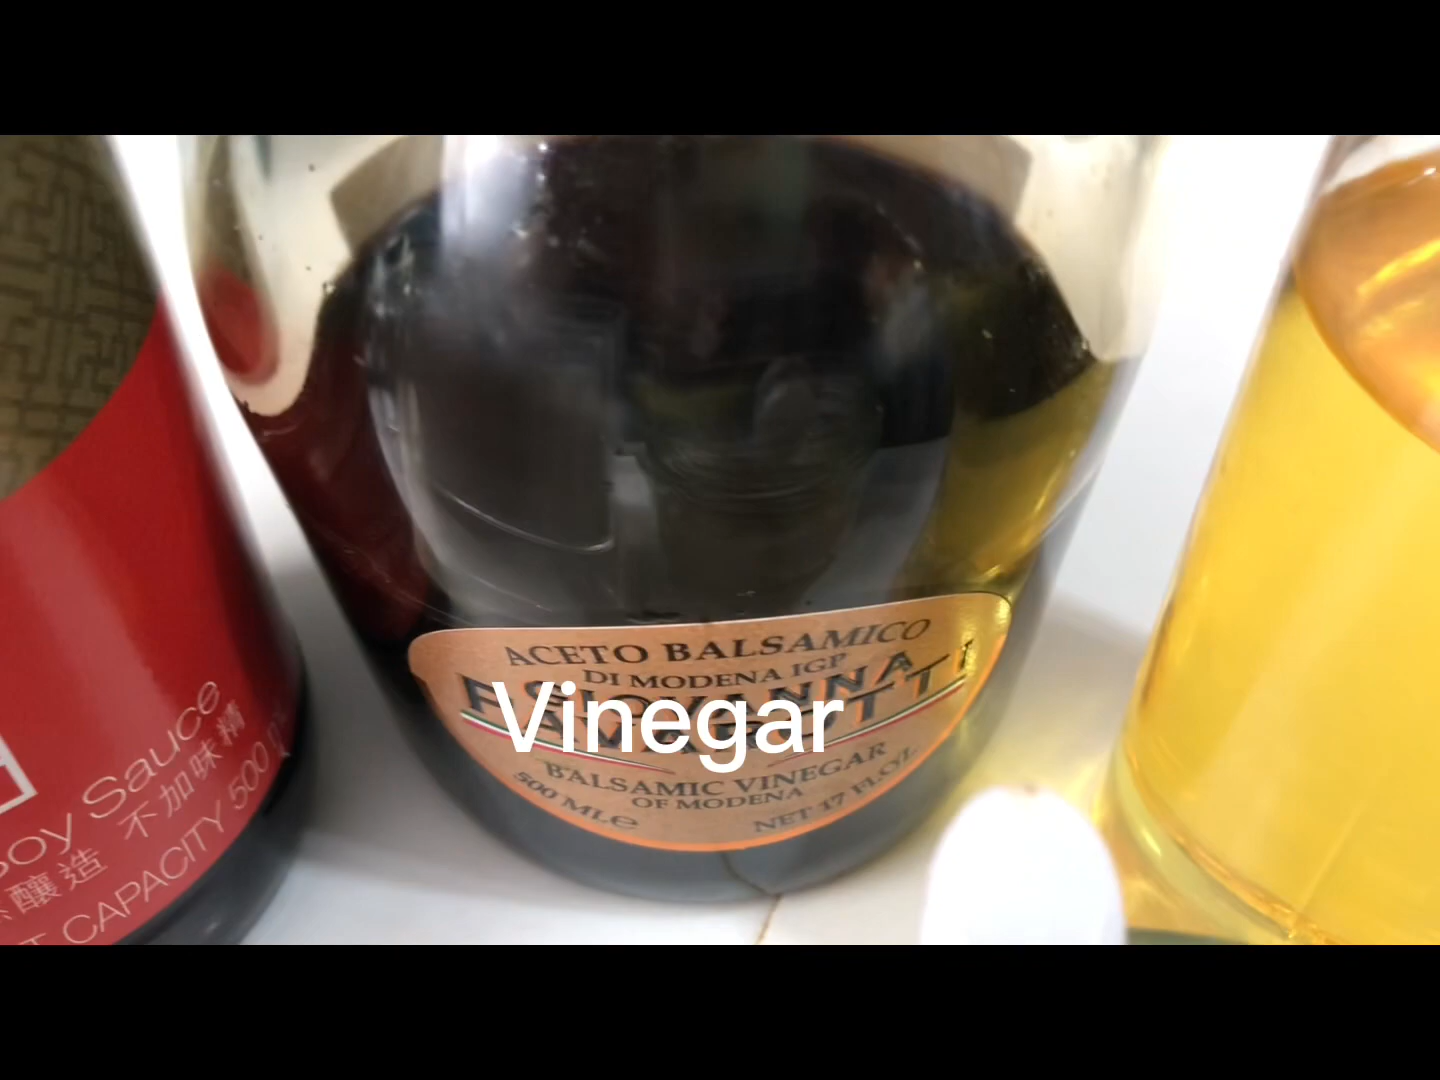 Soy Sauce
釀造 不加味精
CAPACITY 500
ACETO BALSAMICO
DI MODENA IGP
GIOVANNA
Vinegar
BALSAMIC VINEGAR
OF MODENA
500 ML e
NET 17 FL.OZ.